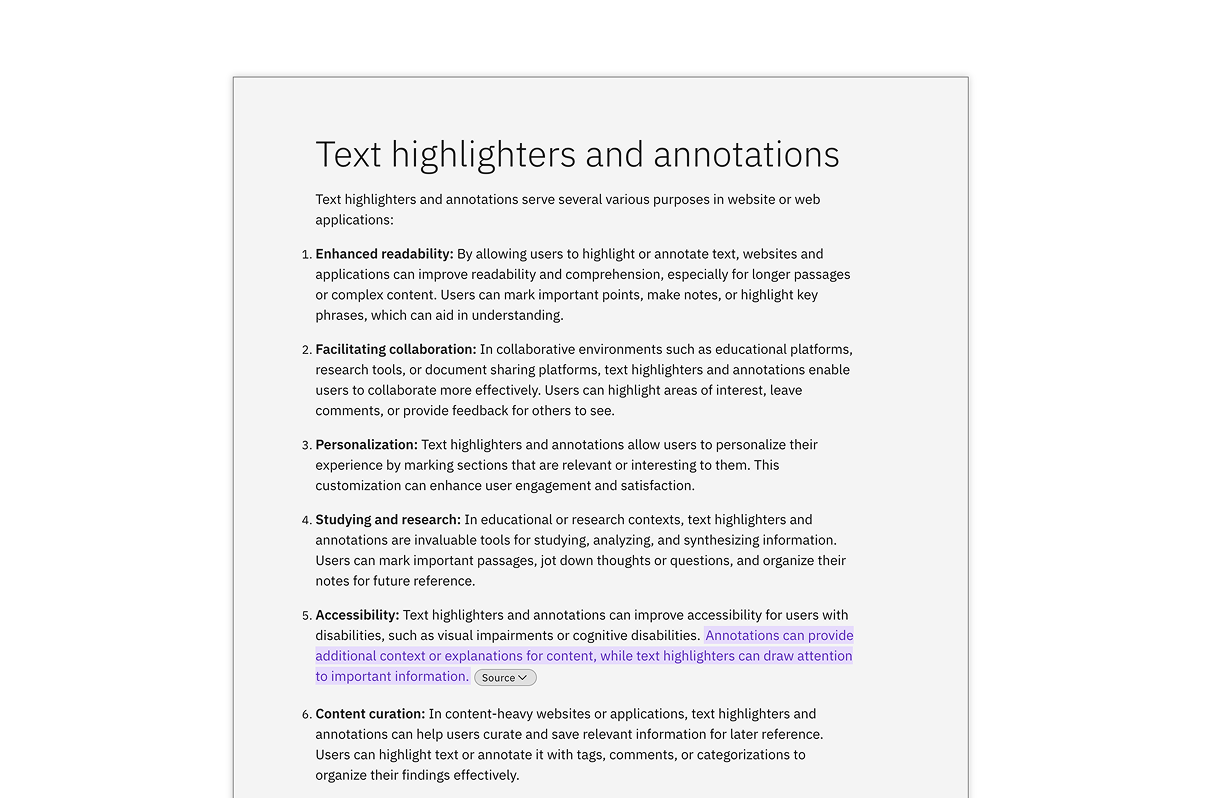 Text highlighters and annotations
Text highlighters and annotations serve several various purposes in website or web
applications:
1. Enhanced readability: By allowing users to highlight or annotate text, websites and
applications can improve readability and comprehension, especially for longer passages
or complex content. Users can mark important points, make notes, or highlight key
phrases, which can aid in understanding.
2. Facilitating collaboration: In collaborative environments such as educational platforms,
research tools, or document sharing platforms, text highlighters and annotations enable
users to collaborate more effectively. Users can highlight areas of interest, leave
comments, or provide feedback for others to see.
3. Personalization: Text highlighters and annotations allow users to personalize their
experience by marking sections that are relevant or interesting to them. This
customization can enhance user engagement and satisfaction.
4. Studying and research: In educational or research contexts, text highlighters and
annotations are invaluable tools for studying, analyzing, and synthesizing information.
Users can mark important passages, jot down thoughts or questions, and organize their
notes for future reference.
5. Accessibility: Text highlighters and annotations can improve accessibility for users with
disabilities, such as visual impairments or cognitive disabilities. Annotations can provide
additional context or explanations for content, while text highlighters can draw attention
to important information. Source
6. Content curation: In content-heavy websites or applications, text highlighters and
annotations can help users curate and save relevant information for later reference.
Users can highlight text or annotate it with tags, comments, or categorizations to
organize their findings effectively.